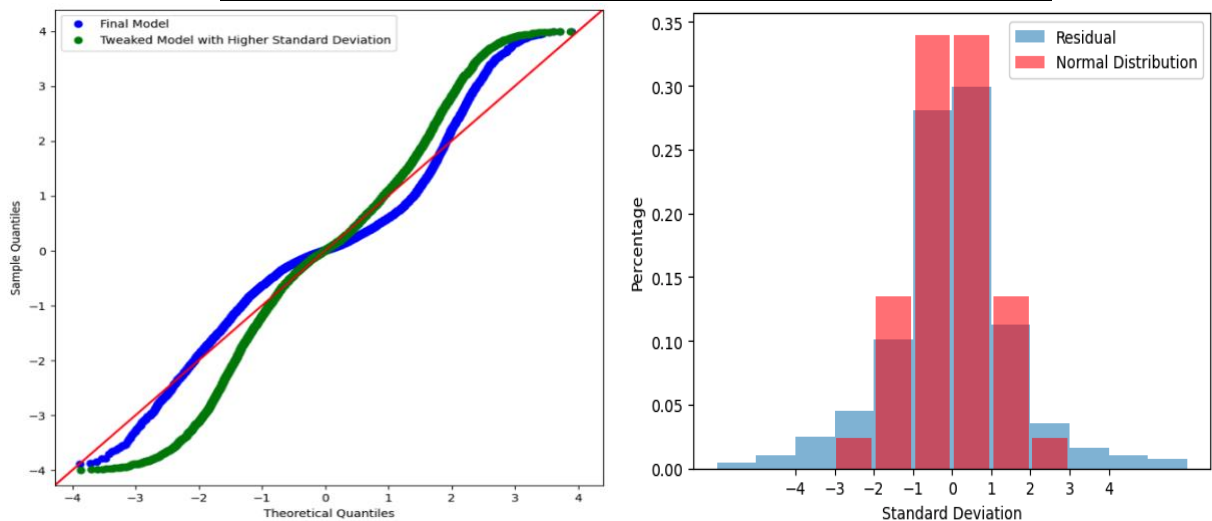 Final Model
Tweaked Model with Higher Standard Deviation
4
3
2
1
0
−1
−2
−3
−4
Sample Quantiles
−4 −3 −2 −1 0 1 2 3 4
Theoretical Quantiles
Residual
Normal Distribution
0.35
0.30
0.25
0.20
0.15
0.10
0.05
0.00
Percentage
−4 −3 −2 −1 0 1 2 3 4
Standard Deviation